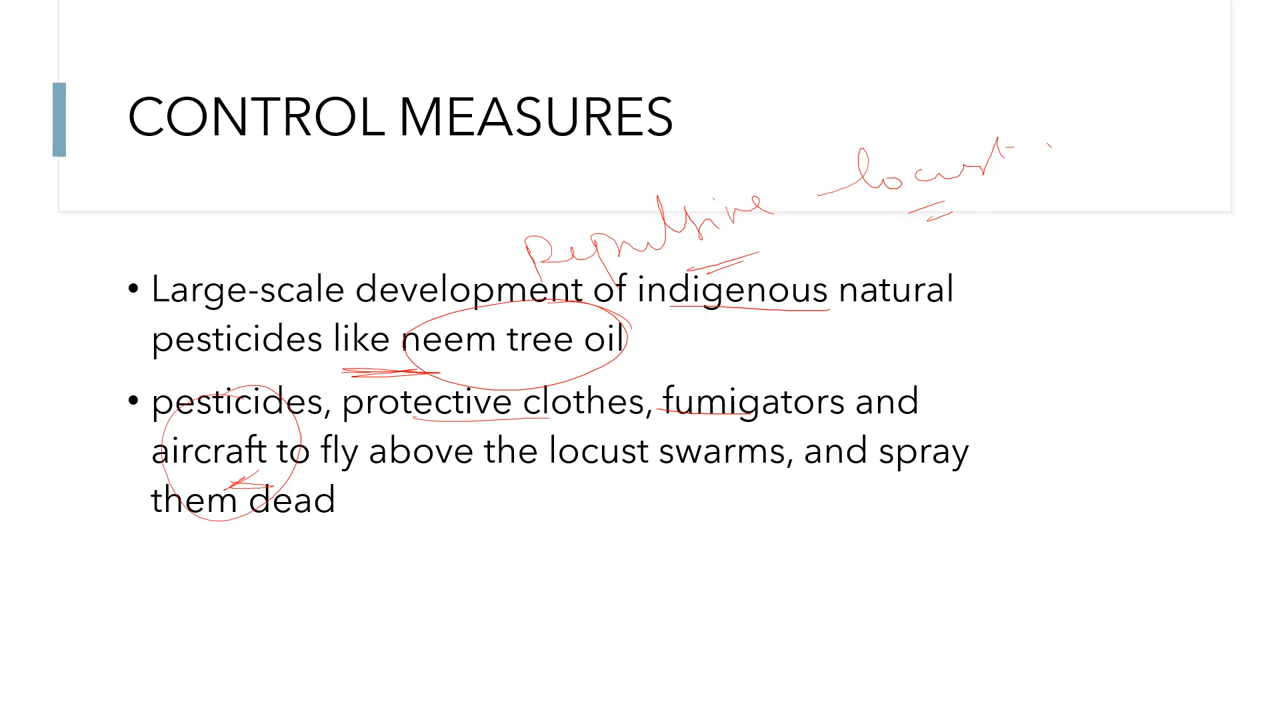 CONTROL MEASURES
Repulsive locust
• Large-scale development of indigenous natural
pesticides like neem tree oil
• pesticides, protective clothes, fumigators and
aircraft to fly above the locust swarms, and spray
them dead